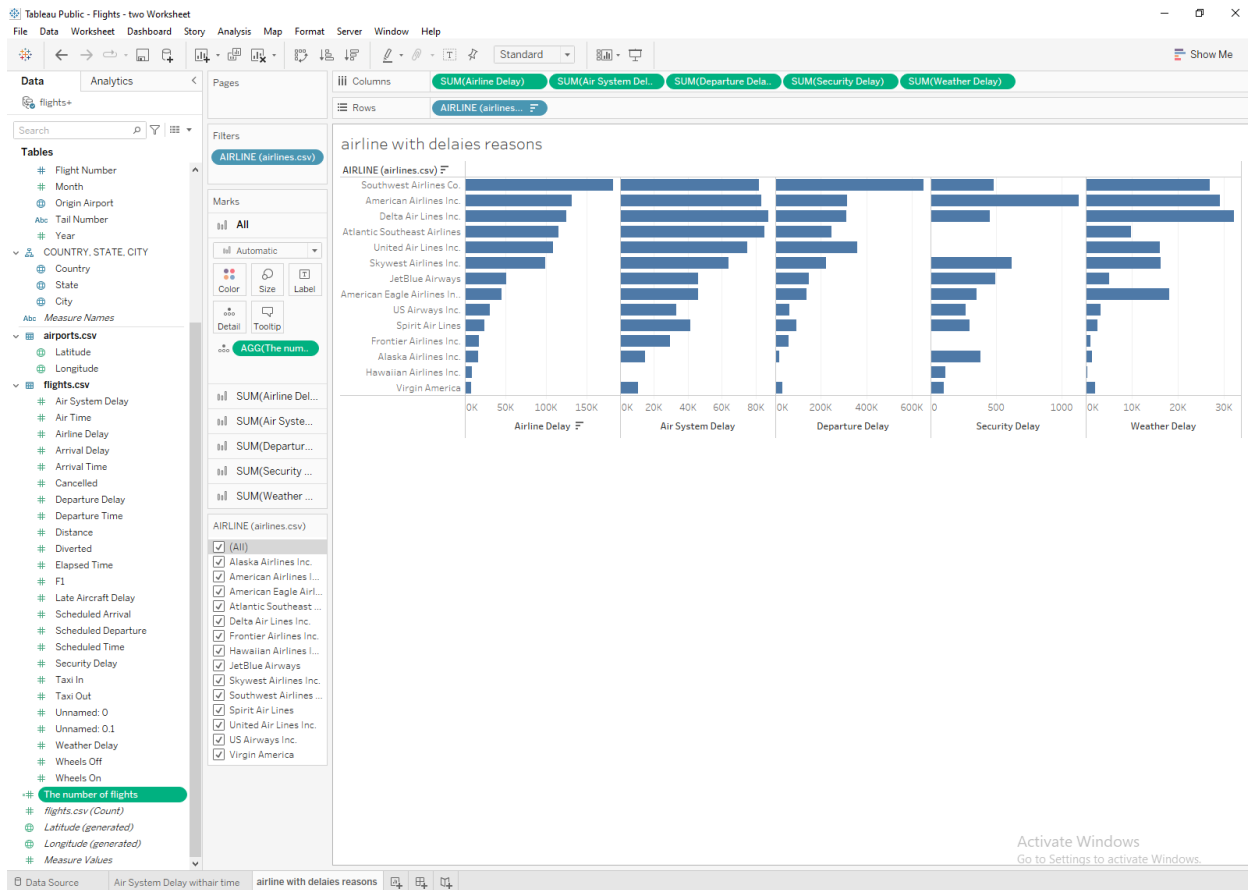 Tableau Public - Flights - two Worksheet
File Data Worksheet Dashboard Story Analysis Map Format Server Window Help
Standard
Show Me
Data
Analytics
flights+
Search
Tables
# Flight Number
# Month
Origin Airport
Abc Tail Number
# Year
COUNTRY, STATE, CITY
Country
State
City
Abc Measure Names
airports.csv
Latitude
Longitude
flights.csv
# Air System Delay
# Air Time
# Airline Delay
# Arrival Delay
# Arrival Time
# Cancelled
# Departure Delay
# Departure Time
# Distance
# Diverted
# Elapsed Time
# F1
# Late Aircraft Delay
# Scheduled Arrival
# Scheduled Departure
# Scheduled Time
# Security Delay
# Taxi In
# Taxi Out
# Unnamed: 0
# Unnamed: 0.1
# Weather Delay
# Wheels Off
# Wheels On
=# The number of flights
# flights.csv (Count)
Latitude (generated)
Longitude (generated)
# Measure Values
Pages
Filters
AIRLINE (airlines.csv)
Marks
All
Automatic
Color Size Label
Detail Tooltip
AGG(The num..
SUM(Airline Del...
SUM(Air Syste...
SUM(Departur...
SUM(Security ...
SUM(Weather ...
AIRLINE (airlines.csv)
(All)
Alaska Airlines Inc.
American Airlines I...
American Eagle Airl...
Atlantic Southeast ...
Delta Air Lines Inc.
Frontier Airlines Inc.
Hawaiian Airlines I...
JetBlue Airways
Skywest Airlines Inc.
Southwest Airlines ...
Spirit Air Lines
United Air Lines Inc.
US Airways Inc.
Virgin America
Columns
SUM(Airline Delay) SUM(Air System Del.. SUM(Departure Dela.. SUM(Security Delay) SUM(Weather Delay)
Rows
AIRLINE (airlines...
airline with delaies reasons
AIRLINE (airlines.csv)
Southwest Airlines Co.
American Airlines Inc.
Delta Air Lines Inc.
Atlantic Southeast Airlines
United Air Lines Inc.
Skywest Airlines Inc.
JetBlue Airways
American Eagle Airlines In..
US Airways Inc.
Spirit Air Lines
Frontier Airlines Inc.
Alaska Airlines Inc.
Hawaiian Airlines Inc.
Virgin America
0K 50K 100K 150K 0K 20K 40K 60K 80K 0K 200K 400K 600K 0 500 1000 0K 10K 20K 30K
Airline Delay Air System Delay Departure Delay Security Delay Weather Delay
Activate Windows
Go to Settings to activate Windows.
Data Source
Air System Delay withair time
airline with delaies reasons